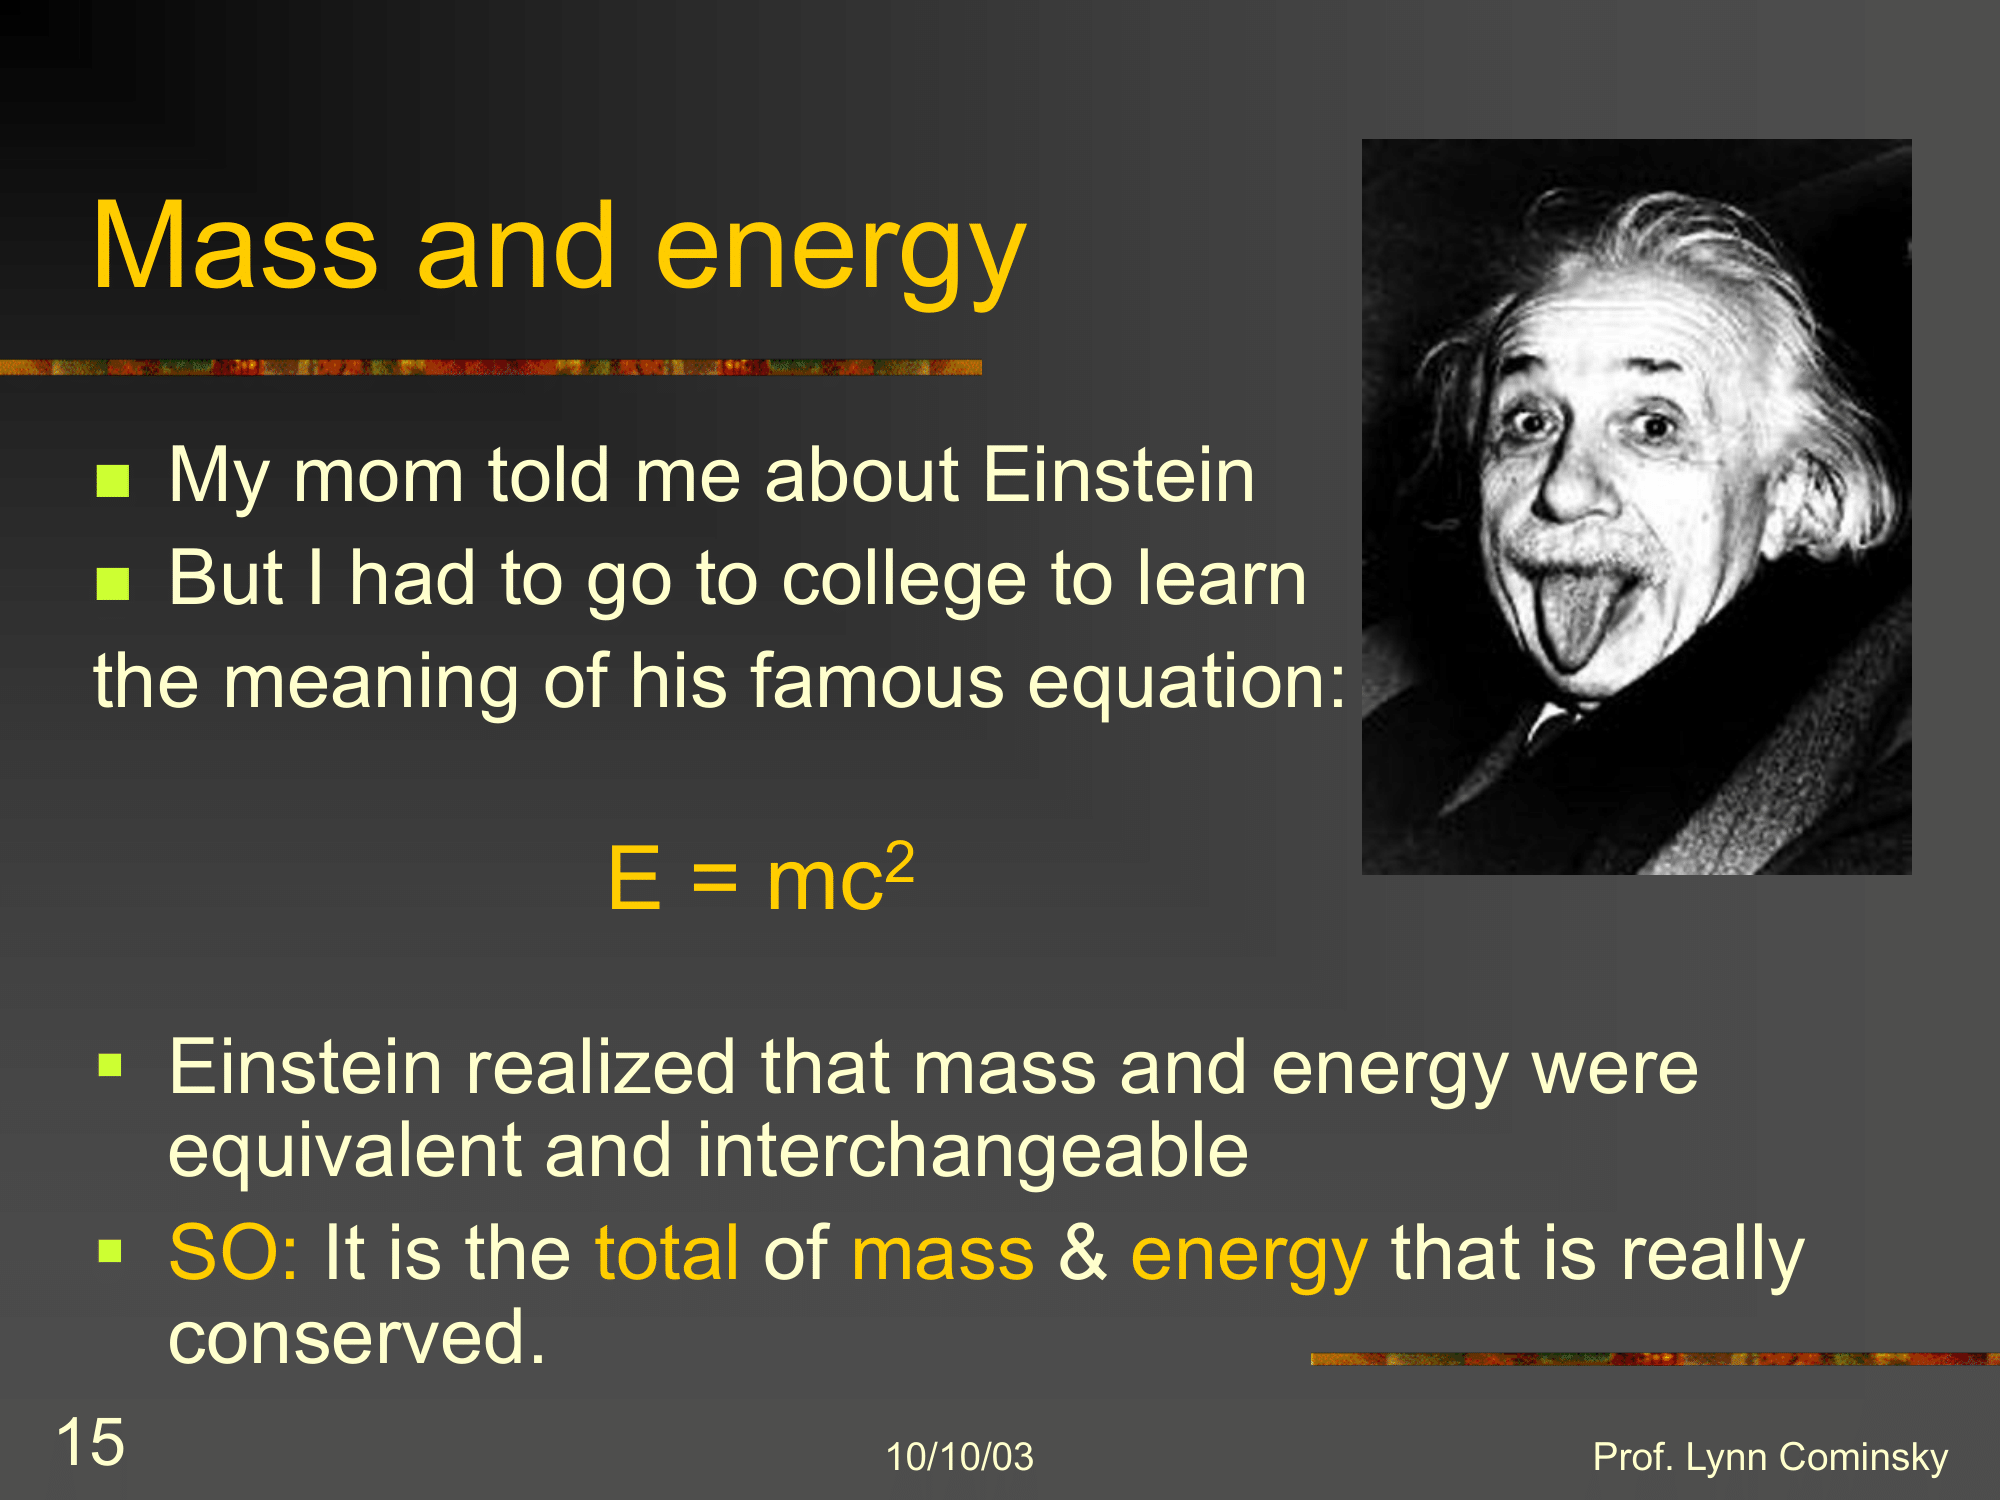 Mass and energy
My mom told me about Einstein
But I had to go to college to learn
the meaning of his famous equation:
E = mc²
Einstein realized that mass and energy were
equivalent and interchangeable
SO: It is the total of mass & energy that is really
conserved.
15
10/10/03
Prof. Lynn Cominsky